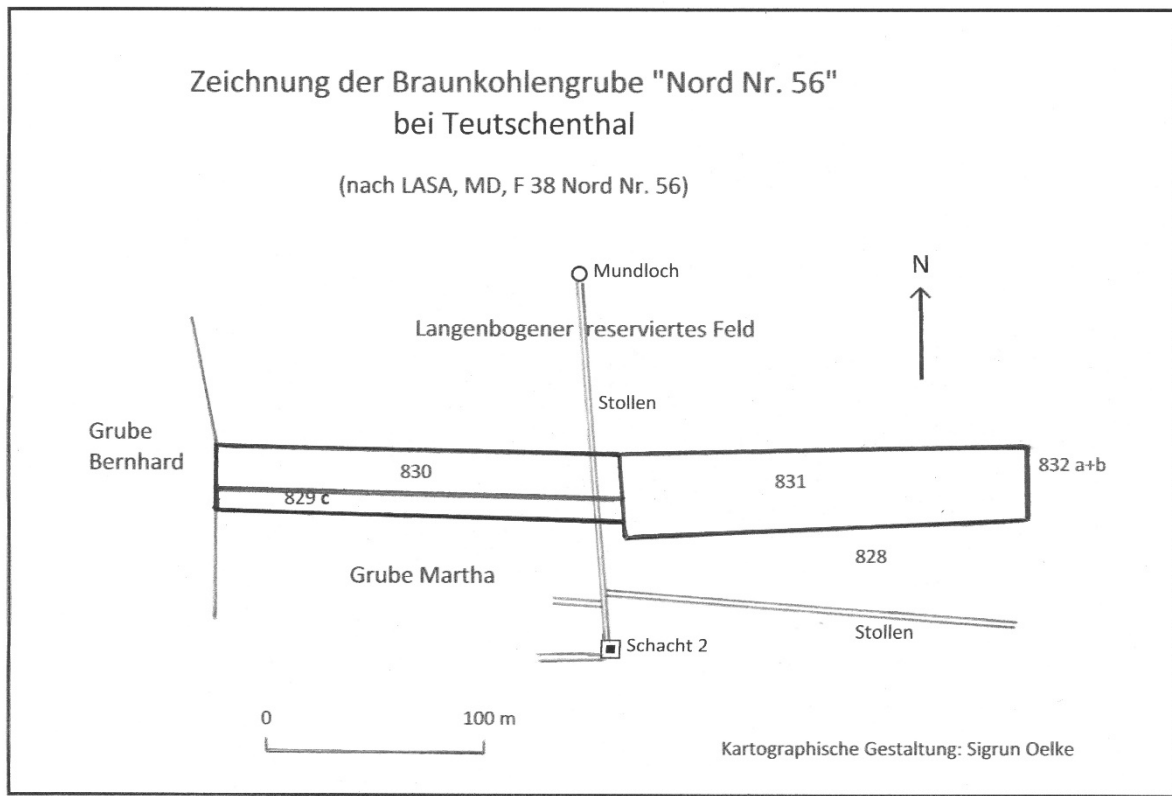 Zeichnung der Braunkohlengrube "Nord Nr. 56"
bei Teutschenthal
(nach LASA, MD, F 38 Nord Nr. 56)
Mundloch
N
Langenbogener reserviertes Feld
Stollen
Grube
Bernhard
830
831
832 a+b
829 c
828
Grube Martha
Stollen
Schacht 2
0 100 m
Kartographische Gestaltung: Sigrun Oelke